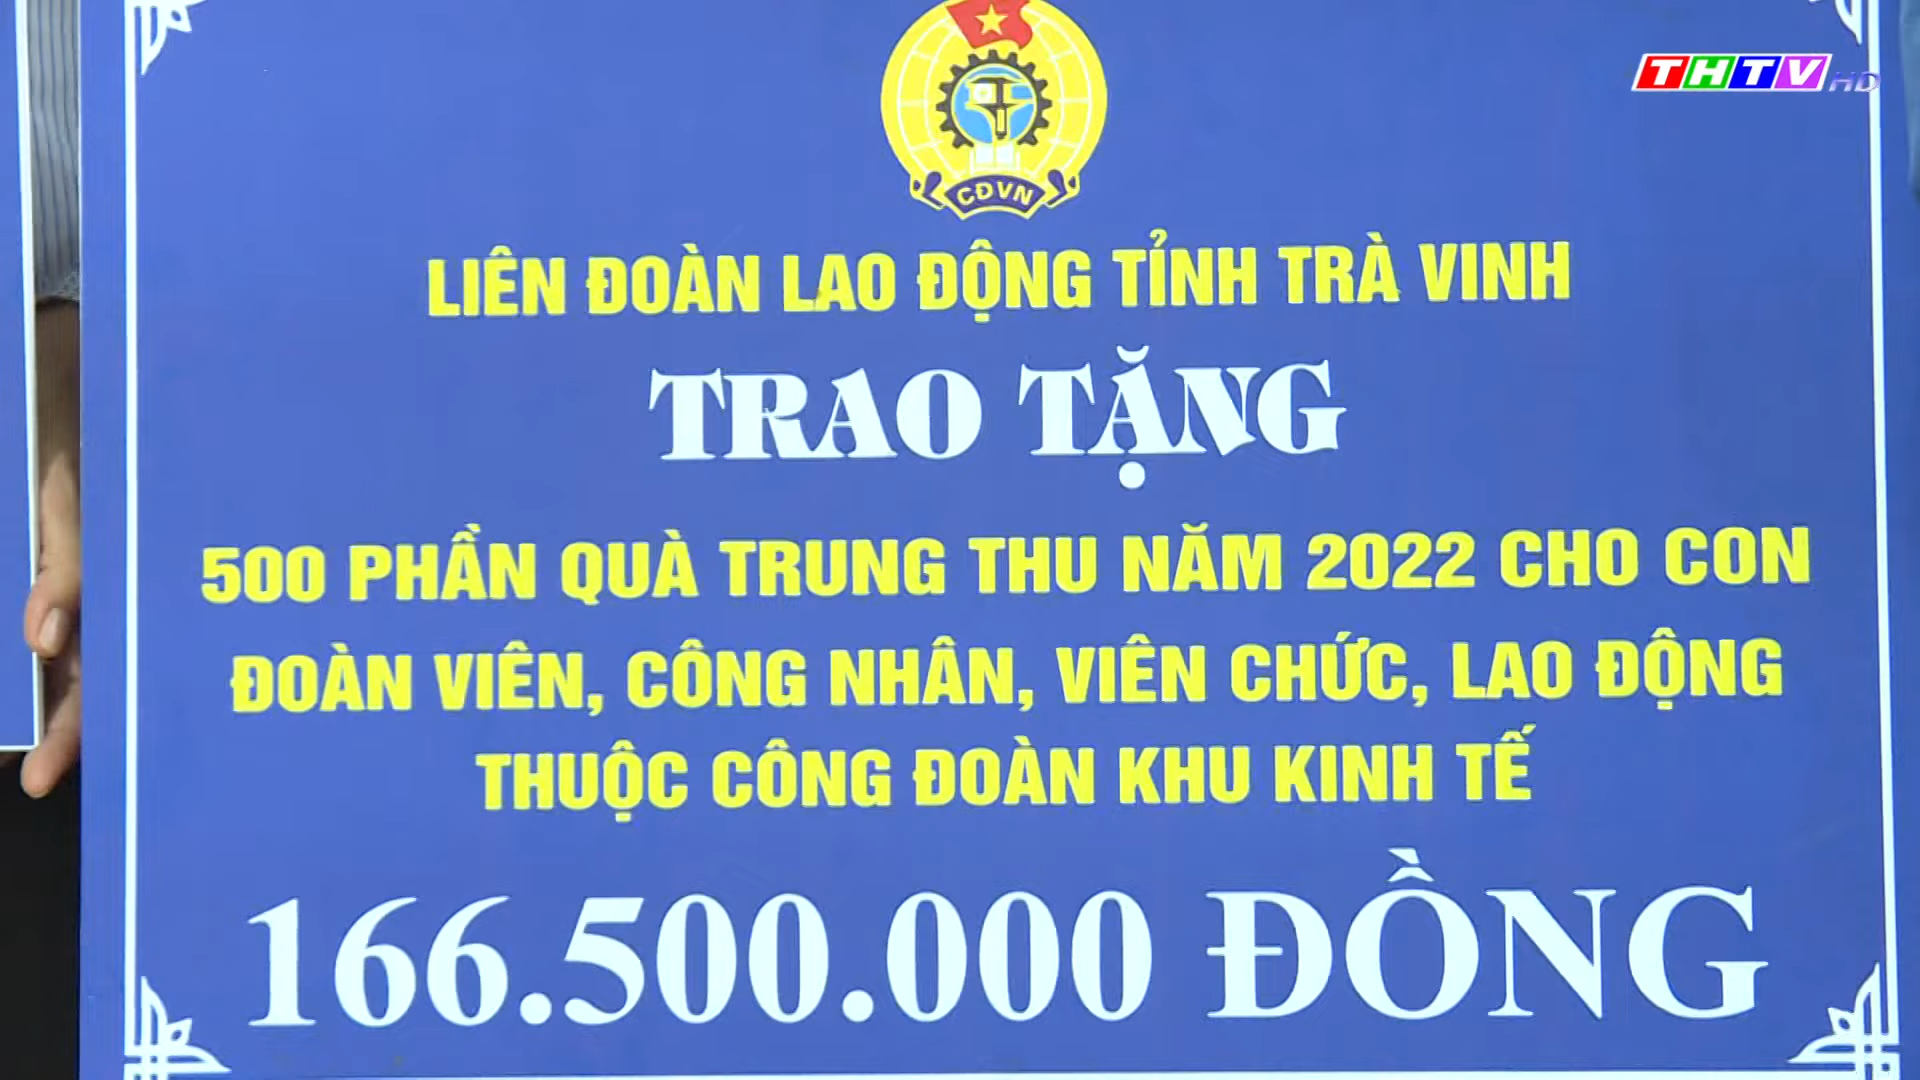 THTV HD
CĐVN
LIÊN ĐOÀN LAO ĐỘNG TỈNH TRÀ VINH
TRAO TẶNG
500 PHẦN QUÀ TRUNG THU NĂM 2022 CHO CON
ĐOÀN VIÊN, CÔNG NHÂN, VIÊN CHỨC, LAO ĐỘNG
THUỘC CÔNG ĐOÀN KHU KINH TẾ
166.500.000 ĐỒNG